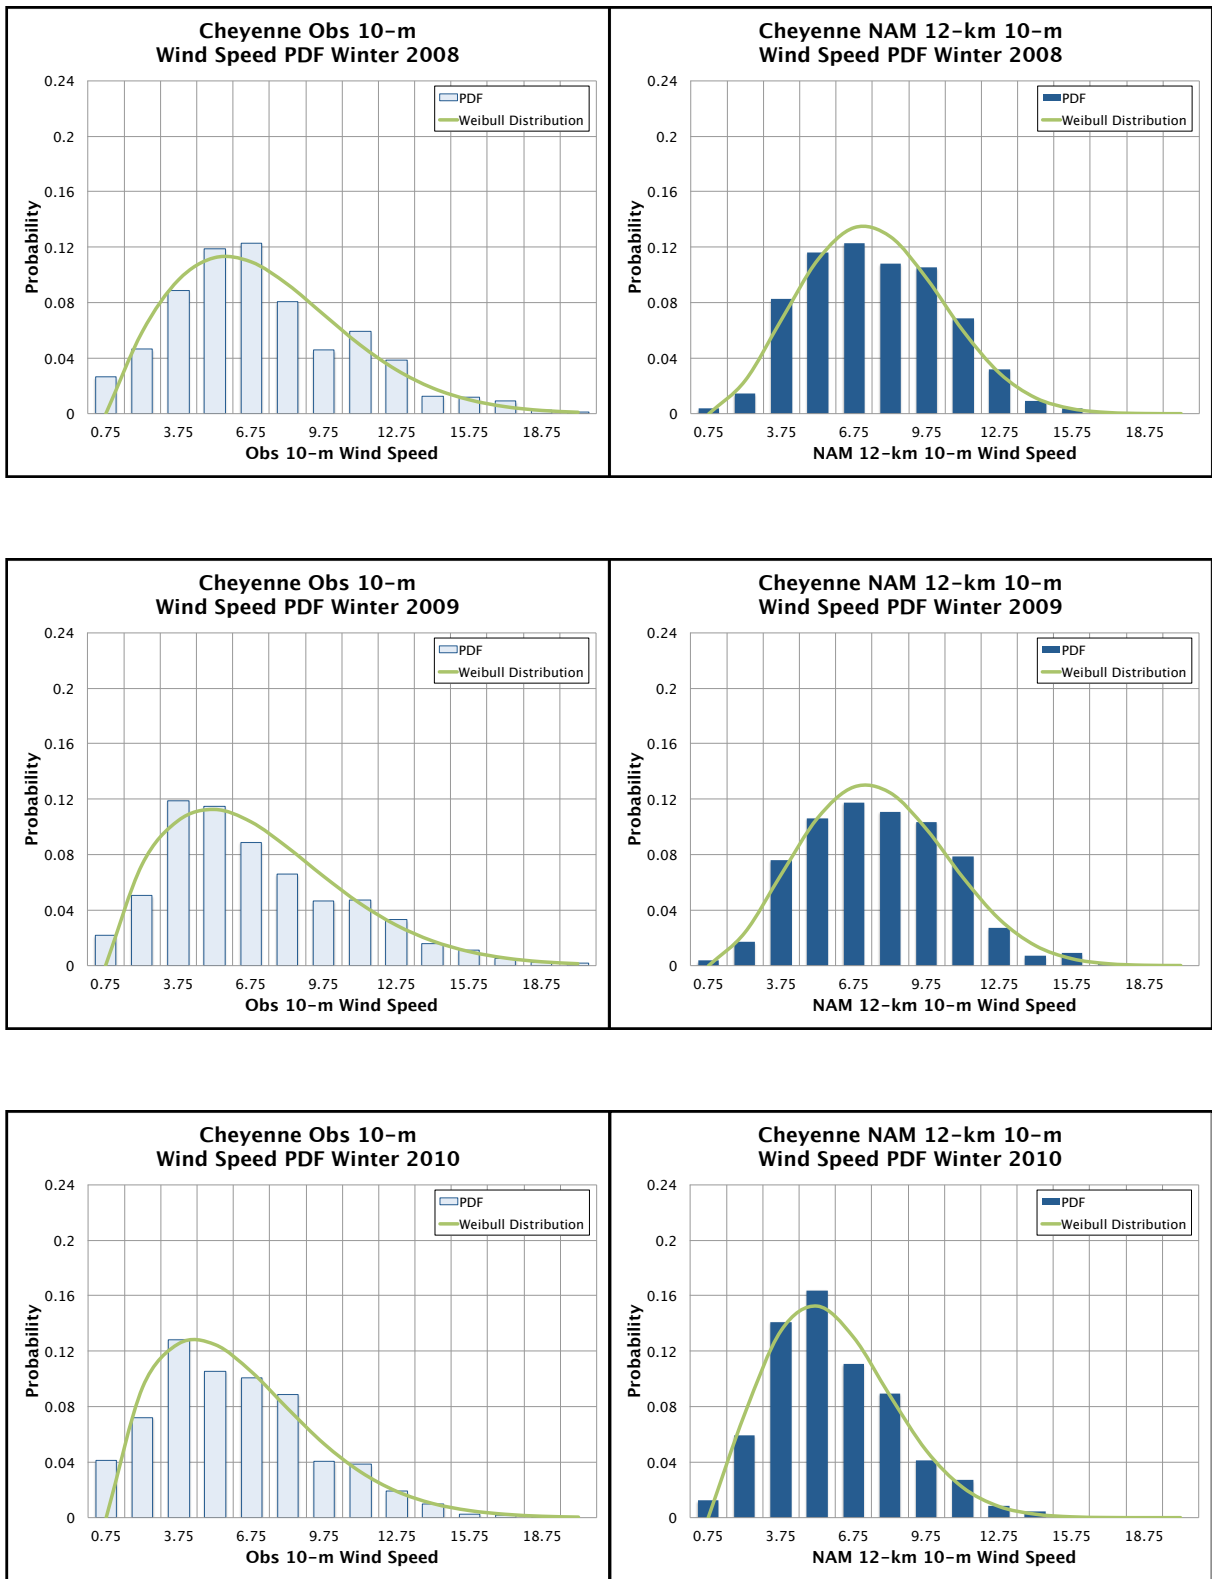 Cheyenne Obs 10-m
Wind Speed PDF Winter 2008
0.24
0.2
0.16
0.12
0.08
0.04
0
Probability
PDF
Weibull Distribution
0.75 3.75 6.75 9.75 12.75 15.75 18.75
Obs 10-m Wind Speed
Cheyenne NAM 12-km 10-m
Wind Speed PDF Winter 2008
0.24
0.2
0.16
0.12
0.08
0.04
0
Probability
PDF
Weibull Distribution
0.75 3.75 6.75 9.75 12.75 15.75 18.75
NAM 12-km 10-m Wind Speed
Cheyenne Obs 10-m
Wind Speed PDF Winter 2009
0.24
0.2
0.16
0.12
0.08
0.04
0
Probability
PDF
Weibull Distribution
0.75 3.75 6.75 9.75 12.75 15.75 18.75
Obs 10-m Wind Speed
Cheyenne NAM 12-km 10-m
Wind Speed PDF Winter 2009
0.24
0.2
0.16
0.12
0.08
0.04
0
Probability
PDF
Weibull Distribution
0.75 3.75 6.75 9.75 12.75 15.75 18.75
NAM 12-km 10-m Wind Speed
Cheyenne Obs 10-m
Wind Speed PDF Winter 2010
0.24
0.2
0.16
0.12
0.08
0.04
0
Probability
PDF
Weibull Distribution
0.75 3.75 6.75 9.75 12.75 15.75 18.75
Obs 10-m Wind Speed
Cheyenne NAM 12-km 10-m
Wind Speed PDF Winter 2010
0.24
0.2
0.16
0.12
0.08
0.04
0
Probability
PDF
Weibull Distribution
0.75 3.75 6.75 9.75 12.75 15.75 18.75
NAM 12-km 10-m Wind Speed